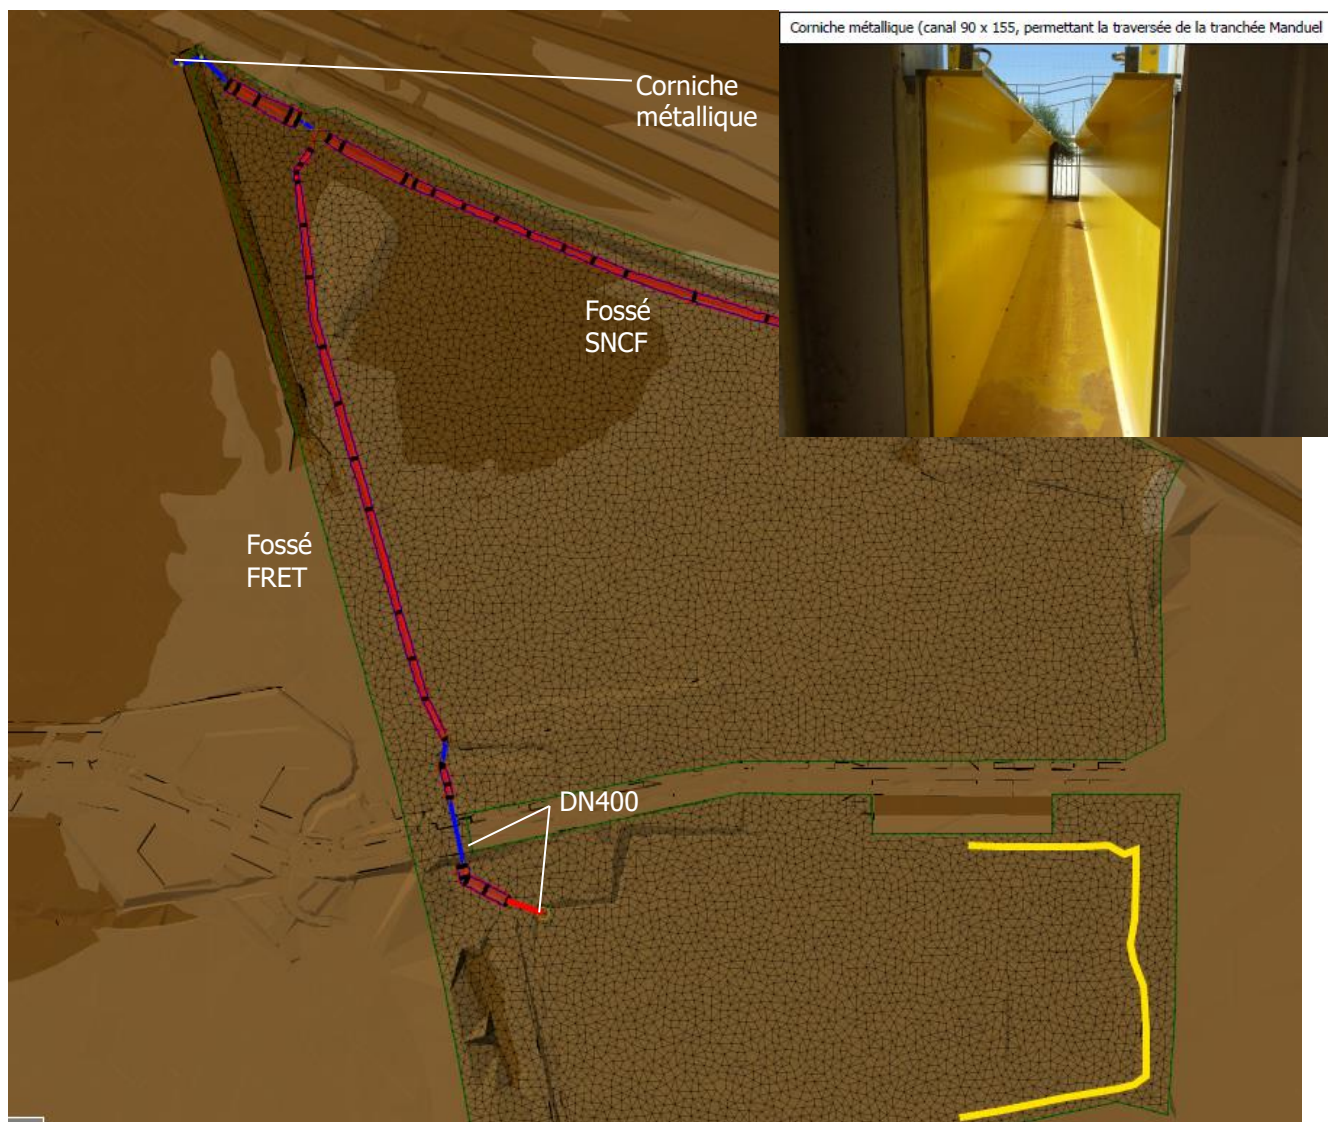 Corniche métallique (canal 90 x 155, permettant la traversée de la tranchée Manduel
Corniche
métallique
Fossé
SNCF
Fossé
FRET
DN400